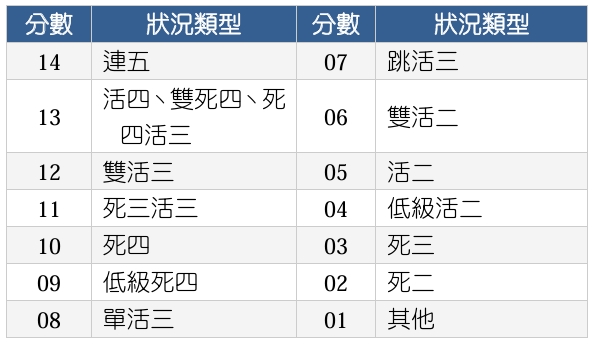 分數 狀況類型 分數 狀況類型
14 連五 07 跳活三
13 活四、雙死四、死四活三 06 雙活二
12 雙活三 05 活二
11 死三活三 04 低級活二
10 死四 03 死三
09 低級死四 02 死二
08 單活三 01 其他